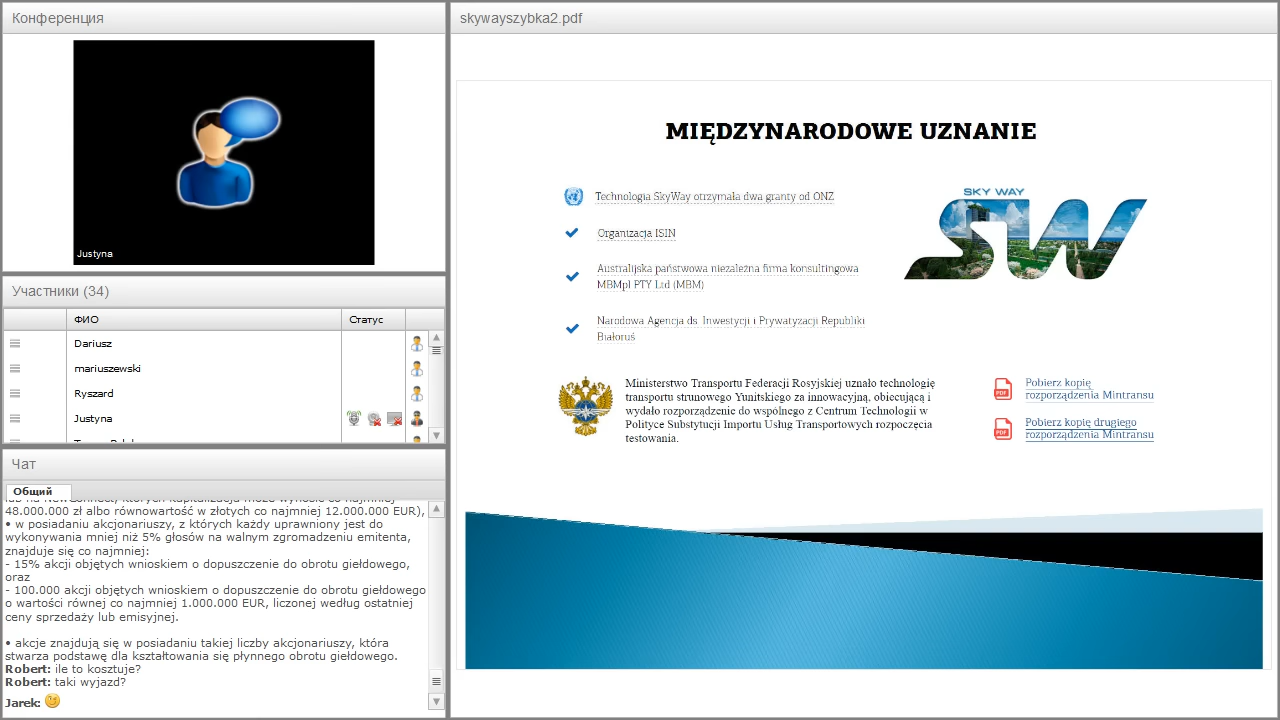 Конференция
Justyna
Участники (34)
ФИО
Статус
Dariusz
mariuszewski
Ryszard
Justyna
Чат
Общий
48.000.000 zł albo równowartość w złotych co najmniej 12.000.000 EUR),
• w posiadaniu akcjonariuszy, z których każdy uprawniony jest do
wykonywania mniej niż 5% głosów na walnym zgromadzeniu emitenta,
znajduje się co najmniej:
- 15% akcji objętych wnioskiem o dopuszczenie do obrotu giełdowego,
oraz
- 100.000 akcji objętych wnioskiem o dopuszczenie do obrotu giełdowego
o wartości równej co najmniej 1.000.000 EUR, liczonej według ostatniej
ceny sprzedaży lub emisyjnej.
• akcje znajdują się w posiadaniu takiej liczby akcjonariuszy, która
stwarza podstawę dla kształtowania się płynnego obrotu giełdowego.
Robert: ile to kosztuje?
Robert: taki wyjazd?
Jarek:
skywayszybka2.pdf
MIĘDZYNARODOWE UZNANIE
Technologia SkyWay otrzymała dwa granty od ONZ
Organizacja ISIN
Australijska państwowa niezależna firma konsultingowa
MBMpl PTY Ltd (MBM)
Narodowa Agencja ds. Inwestycji i Prywatyzacji Republiki
Białoruś
SKY WAY
SW
Ministerstwo Transportu Federacji Rosyjskiej uznało technologię
transportu strunowego Yunitskiego za innowacyjną, obiecującą i
wydało rozporządzenie do wspólnego z Centrum Technologii w
Polityce Substytucji Importu Usług Transportowych rozpoczęcia
testowania.
PDF
Pobierz kopię
rozporządzenia Mintransu
PDF
Pobierz kopię drugiego
rozporządzenia Mintransu